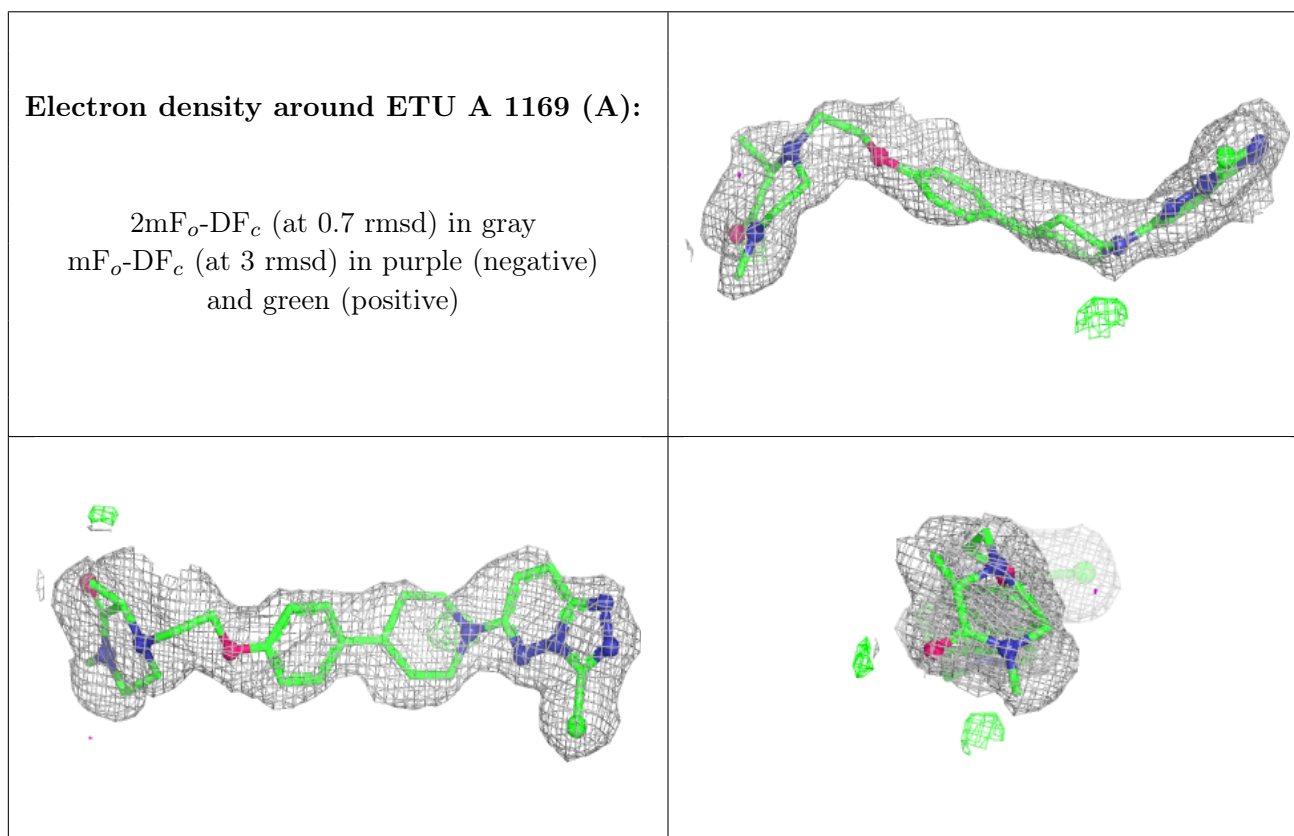 Electron density around ETU A 1169 (A):
2mFo-DFc (at 0.7 rmsd) in gray
mFo-DFc (at 3 rmsd) in purple (negative)
and green (positive)